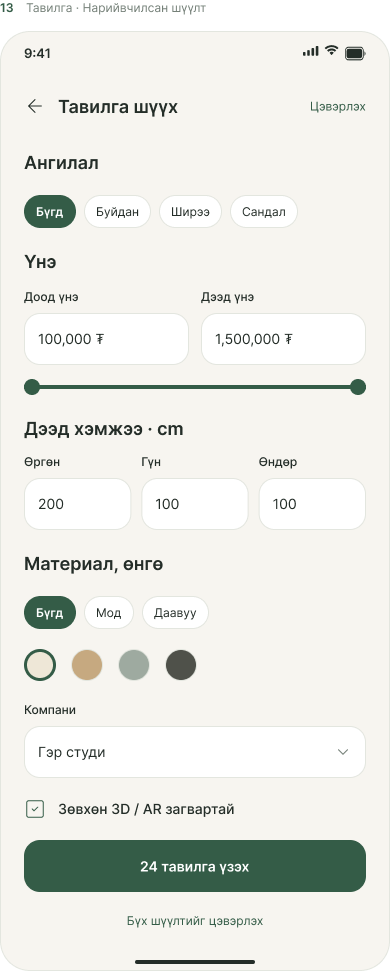 13 Тавилга · Нарийвчилсан шүүлт
9:41
Тавилга шүүх Цэвэрлэх
Ангилал
Бүгд Буйдан Ширээ Сандал
Үнэ
Доод үнэ Дээд үнэ
100,000 ₮ 1,500,000 ₮
Дээд хэмжээ · cm
Өргөн Гүн Өндөр
200 100 100
Материал, өнгө
Бүгд Мод Даавуу
Компани
Гэр студи
Зөвхөн 3D / AR загвартай
24 тавилга үзэх
Бүх шүүлтийг цэвэрлэх